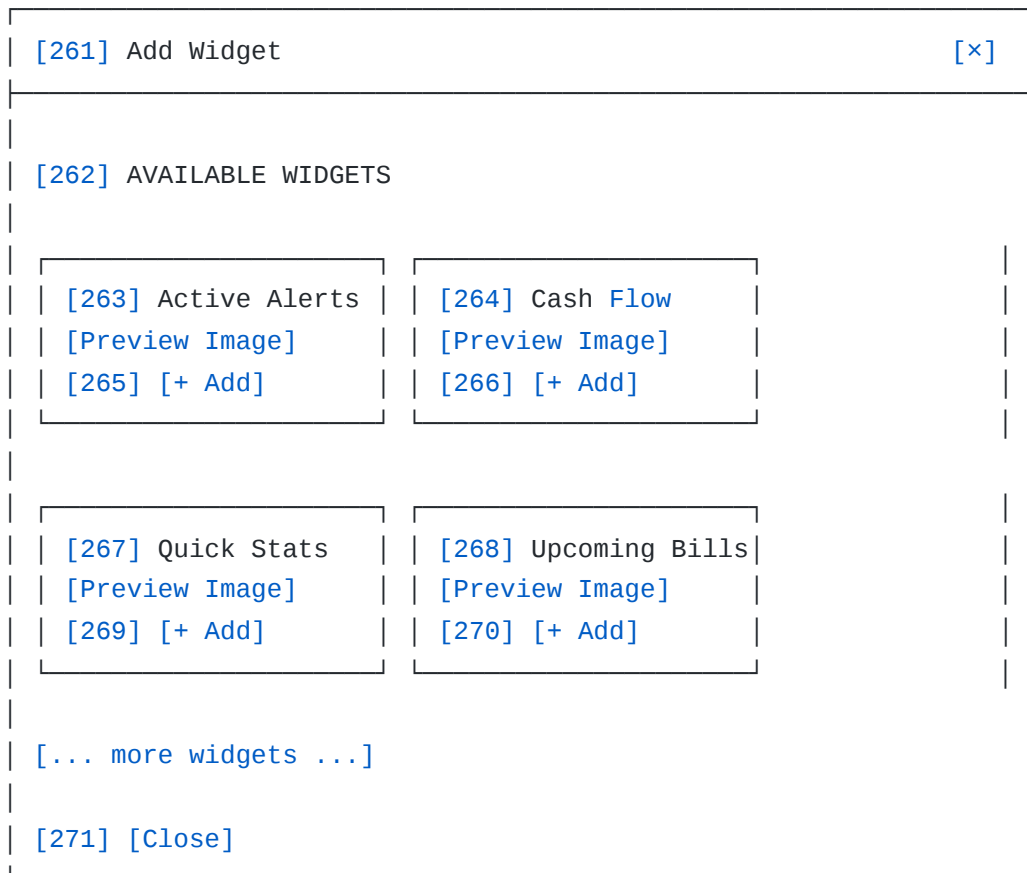 [261] Add Widget [×]
[262] AVAILABLE WIDGETS
[263] Active Alerts [264] Cash Flow
[Preview Image] [Preview Image]
[265] [+ Add] [266] [+ Add]
[267] Quick Stats [268] Upcoming Bills
[Preview Image] [Preview Image]
[269] [+ Add] [270] [+ Add]
[... more widgets ...]
[271] [Close]